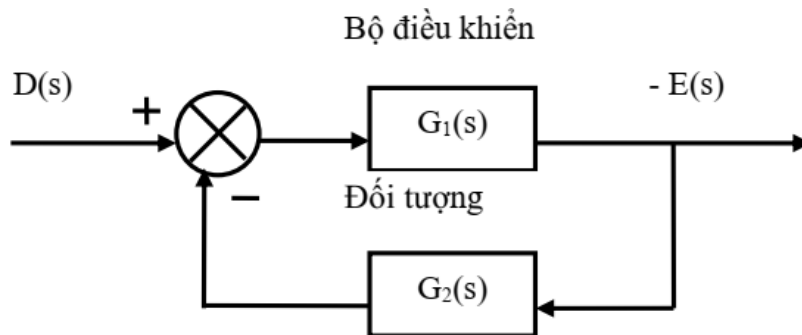 Bộ điều khiển
D(s)
- E(s)
+
G₁(s)
−
Đối tượng
G₂(s)